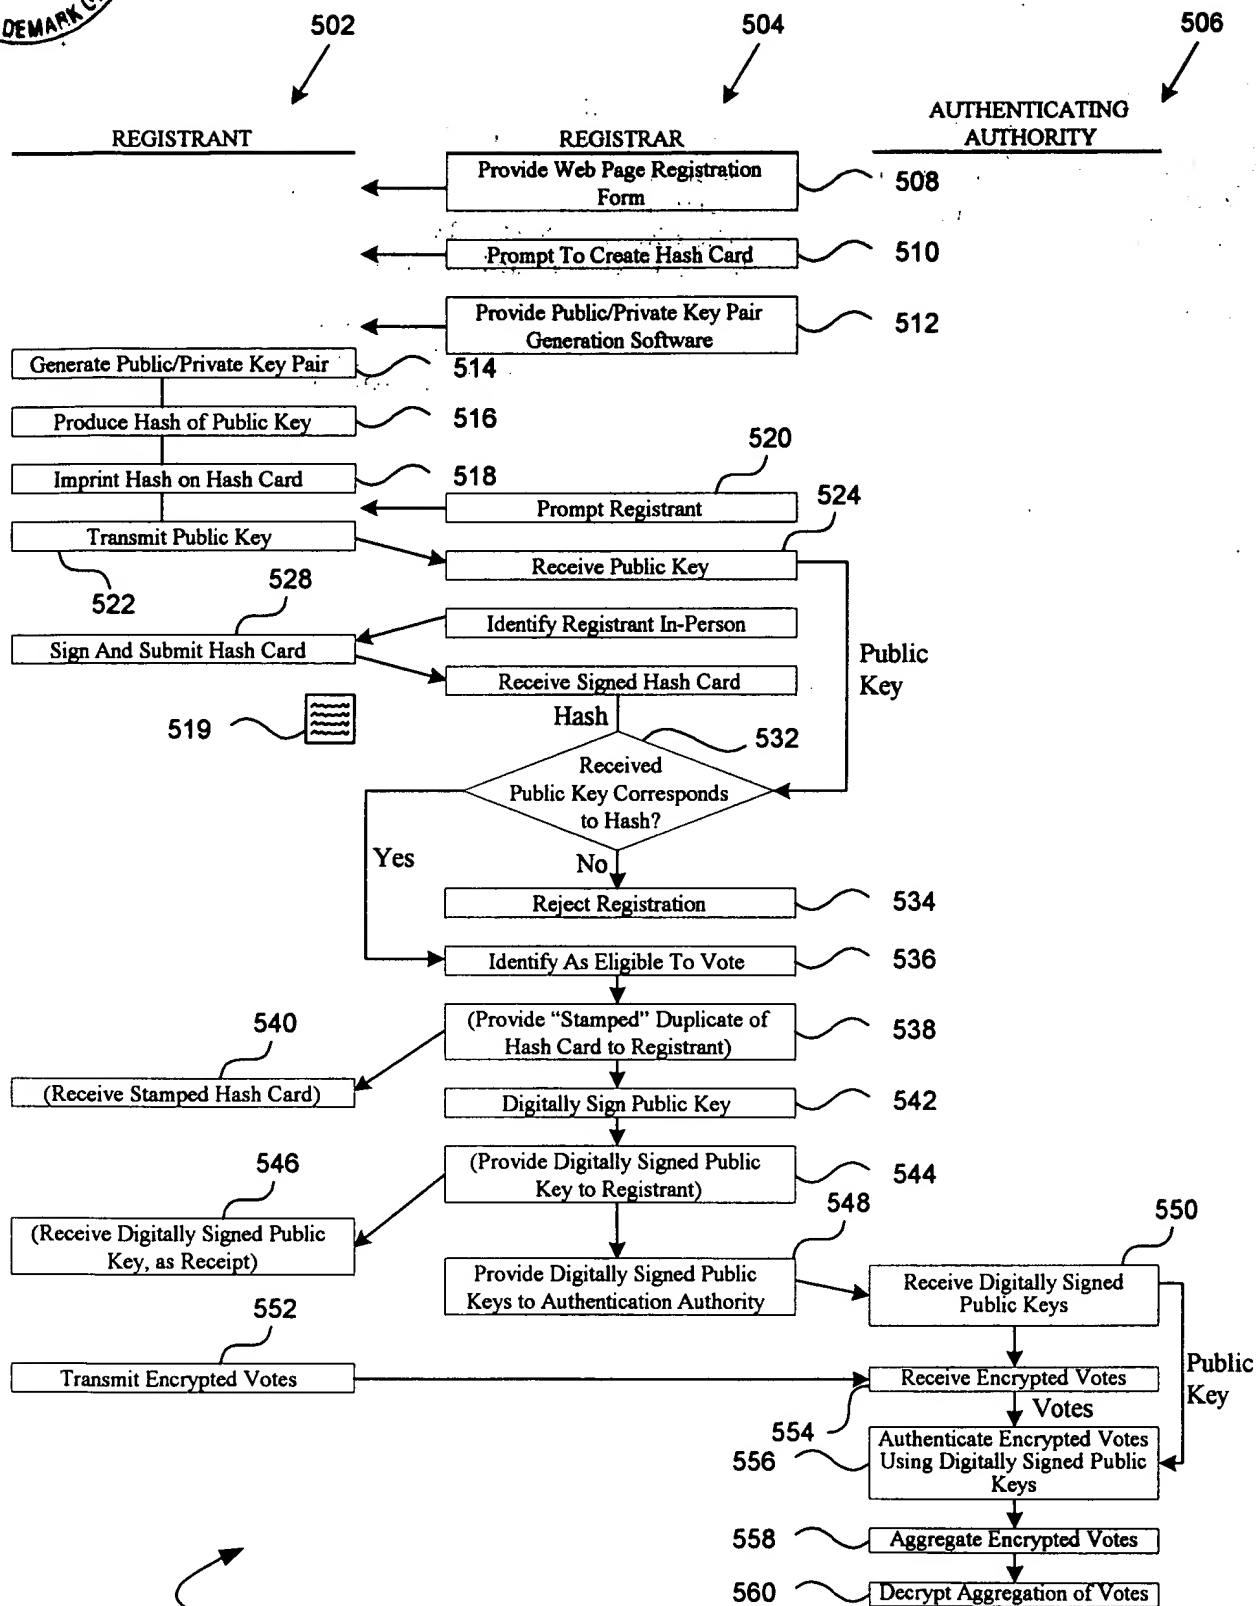 DEMARK
502
504
506
REGISTRANT
REGISTRAR
AUTHENTICATING
AUTHORITY
Provide Web Page Registration
Form
508
Prompt To Create Hash Card
510
Provide Public/Private Key Pair
Generation Software
512
Generate Public/Private Key Pair
514
Produce Hash of Public Key
516
Imprint Hash on Hash Card
518
520
Prompt Registrant
524
Transmit Public Key
Receive Public Key
522
528
Identify Registrant In-Person
Sign And Submit Hash Card
Public
Key
Receive Signed Hash Card
519
Hash
532
Received
Public Key Corresponds
to Hash?
Yes
No
Reject Registration
534
Identify As Eligible To Vote
536
(Provide “Stamped” Duplicate of
Hash Card to Registrant)
538
540
(Receive Stamped Hash Card)
Digitally Sign Public Key
542
(Provide Digitally Signed Public
Key to Registrant)
544
546
(Receive Digitally Signed Public
Key, as Receipt)
548
Provide Digitally Signed Public
Keys to Authentication Authority
550
Receive Digitally Signed
Public Keys
552
Transmit Encrypted Votes
Receive Encrypted Votes
Public
Key
554
Votes
Authenticate Encrypted Votes
Using Digitally Signed Public
Keys
556
558
Aggregate Encrypted Votes
560
Decrypt Aggregation of Votes